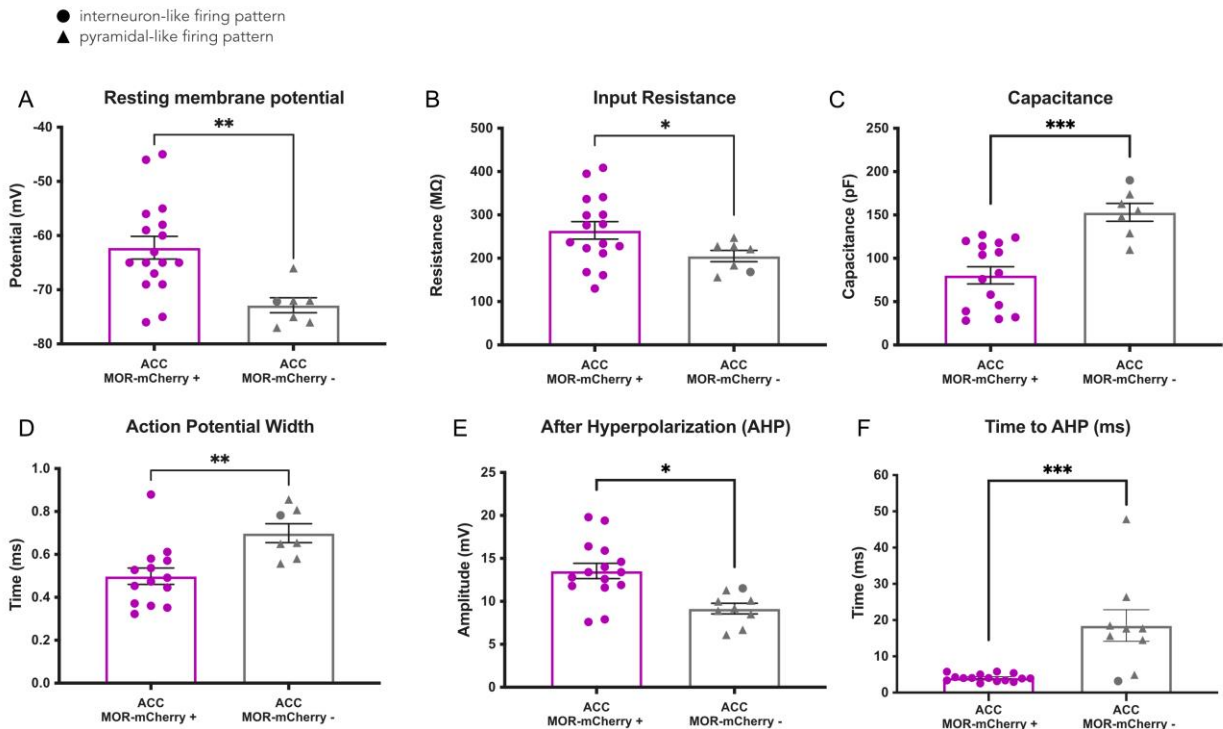 ● interneuron-like firing pattern
▲ pyramidal-like firing pattern
A Resting membrane potential
-40
-50
-60
-70
-80
Potential (mV)
**
ACC
MOR-mCherry +
ACC
MOR-mCherry -
B Input Resistance
500
400
300
200
100
0
Resistance (MΩ)
*
ACC
MOR-mCherry +
ACC
MOR-mCherry -
C Capacitance
250
200
150
100
50
0
Capacitance (pF)
***
ACC
MOR-mCherry +
ACC
MOR-mCherry -
D Action Potential Width
1.0
0.8
0.6
0.4
0.2
0.0
Time (ms)
**
ACC
MOR-mCherry +
ACC
MOR-mCherry -
E After Hyperpolarization (AHP)
25
20
15
10
5
0
Amplitude (mV)
*
ACC
MOR-mCherry +
ACC
MOR-mCherry -
F Time to AHP (ms)
60
50
40
30
20
10
0
Time (ms)
***
ACC
MOR-mCherry +
ACC
MOR-mCherry -